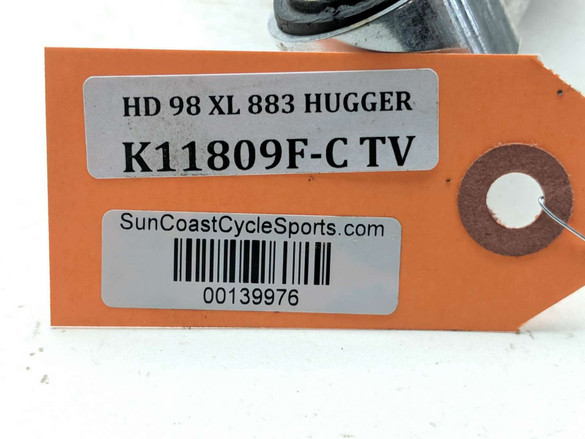 HD 98 XL 883 HUGGER
K11809F-C TV
SunCoastCycleSports.com
00139976